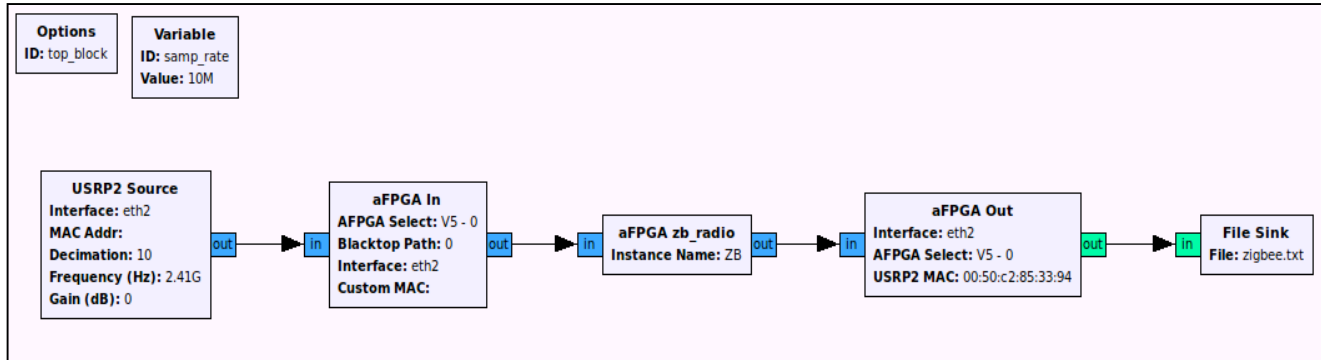 Options
ID: top_block
Variable
ID: samp_rate
Value: 10M
USRP2 Source
Interface: eth2
MAC Addr:
Decimation: 10
Frequency (Hz): 2.41G
Gain (dB): 0
out
in
aFPGA In
AFPGA Select: V5 - 0
Blacktop Path: 0
Interface: eth2
Custom MAC:
out
in
aFPGA zb_radio
Instance Name: ZB
out
in
aFPGA Out
Interface: eth2
AFPGA Select: V5 - 0
USRP2 MAC: 00:50:c2:85:33:94
out
in
File Sink
File: zigbee.txt